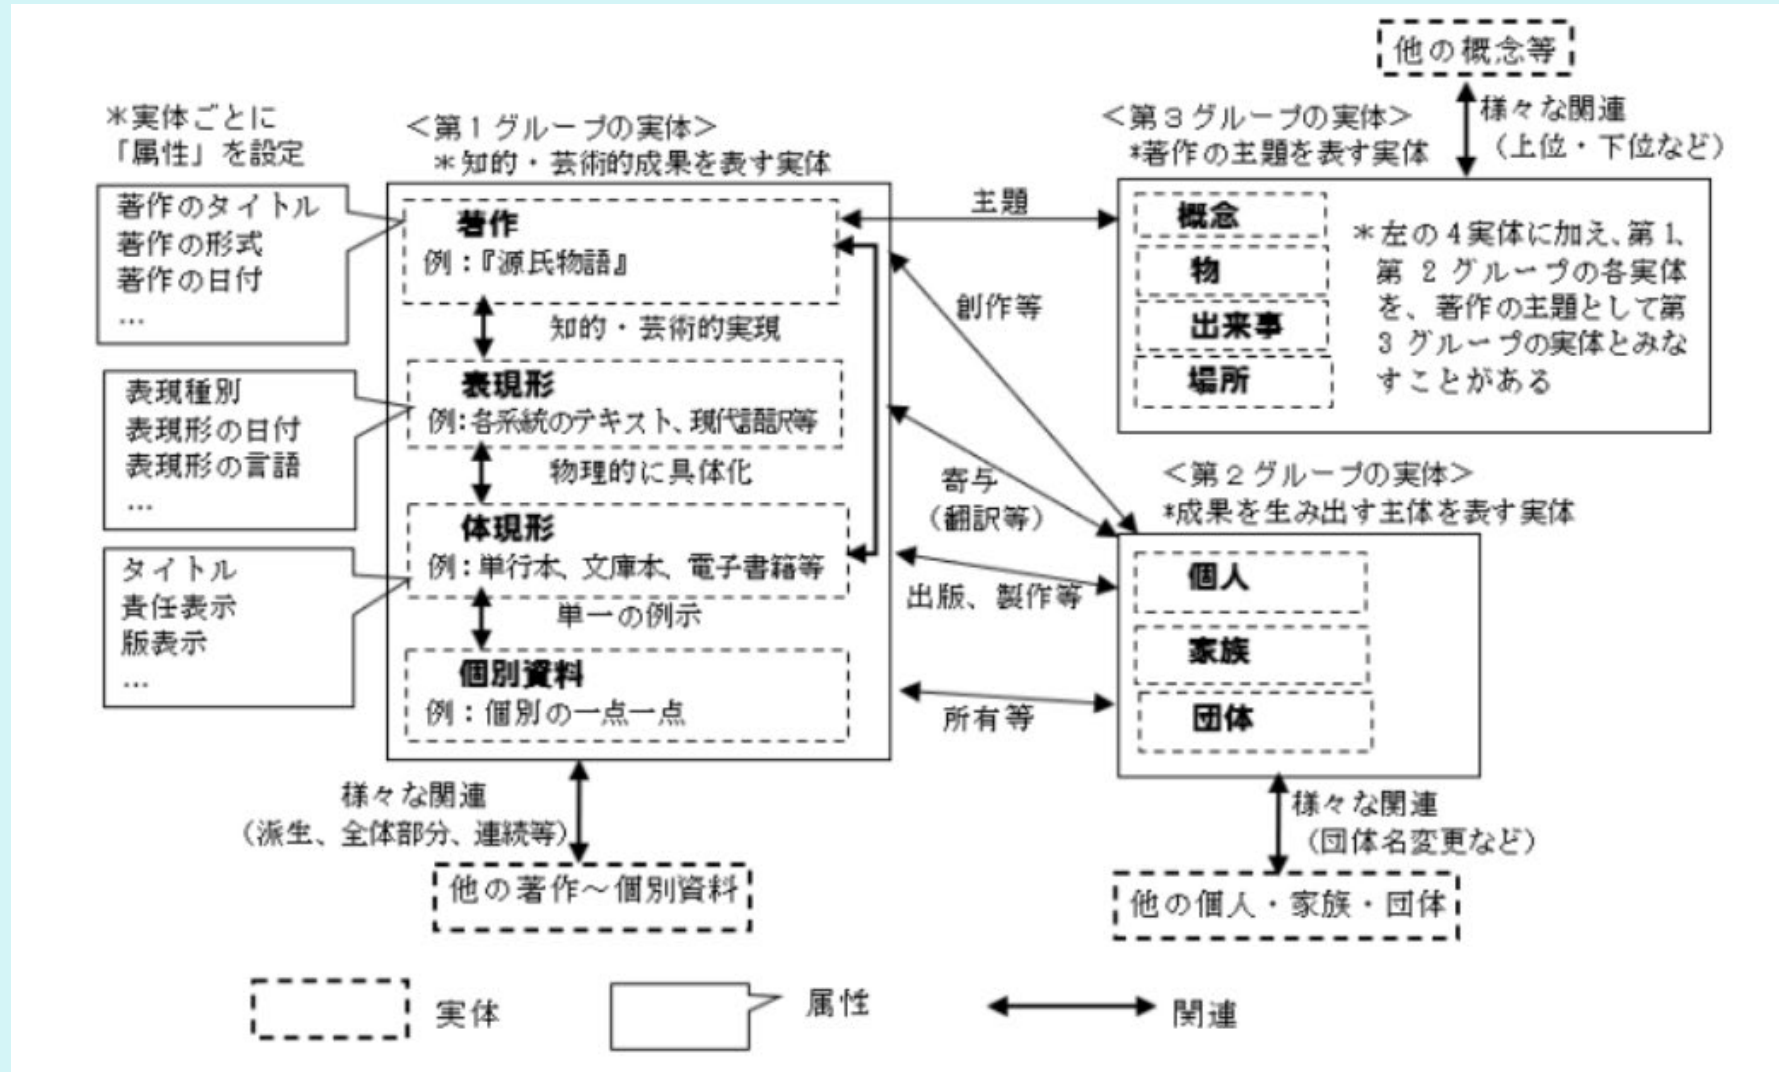 *実体ごとに
「属性」を設定
著作のタイトル
著作の形式
著作の日付
…
表現種別
表現形の日付
表現形の言語
…
タイトル
責任表示
版表示
…
<第1グループの実体>
*知的・芸術的成果を表す実体
著作
例:『源氏物語』
知的・芸術的実現
表現形
例:各系統のテキスト、現代語訳等
物理的に具体化
体現形
例:単行本、文庫本、電子書籍等
単一の例示
個別資料
例:個別の一点一点
様々な関連
(派生、全体部分、連続等)
他の著作~個別資料
主題
創作等
寄与
(翻訳等)
出版、製作等
所有等
他の概念等
様々な関連
(上位・下位など)
<第3グループの実体>
*著作の主題を表す実体
概念
物
出来事
場所
*左の4実体に加え、第1、
第2グループの各実体
を、著作の主題として第
3グループの実体とみな
すことがある
<第2グループの実体>
*成果を生み出す主体を表す実体
個人
家族
団体
様々な関連
(団体名変更など)
他の個人・家族・団体
実体
属性
関連